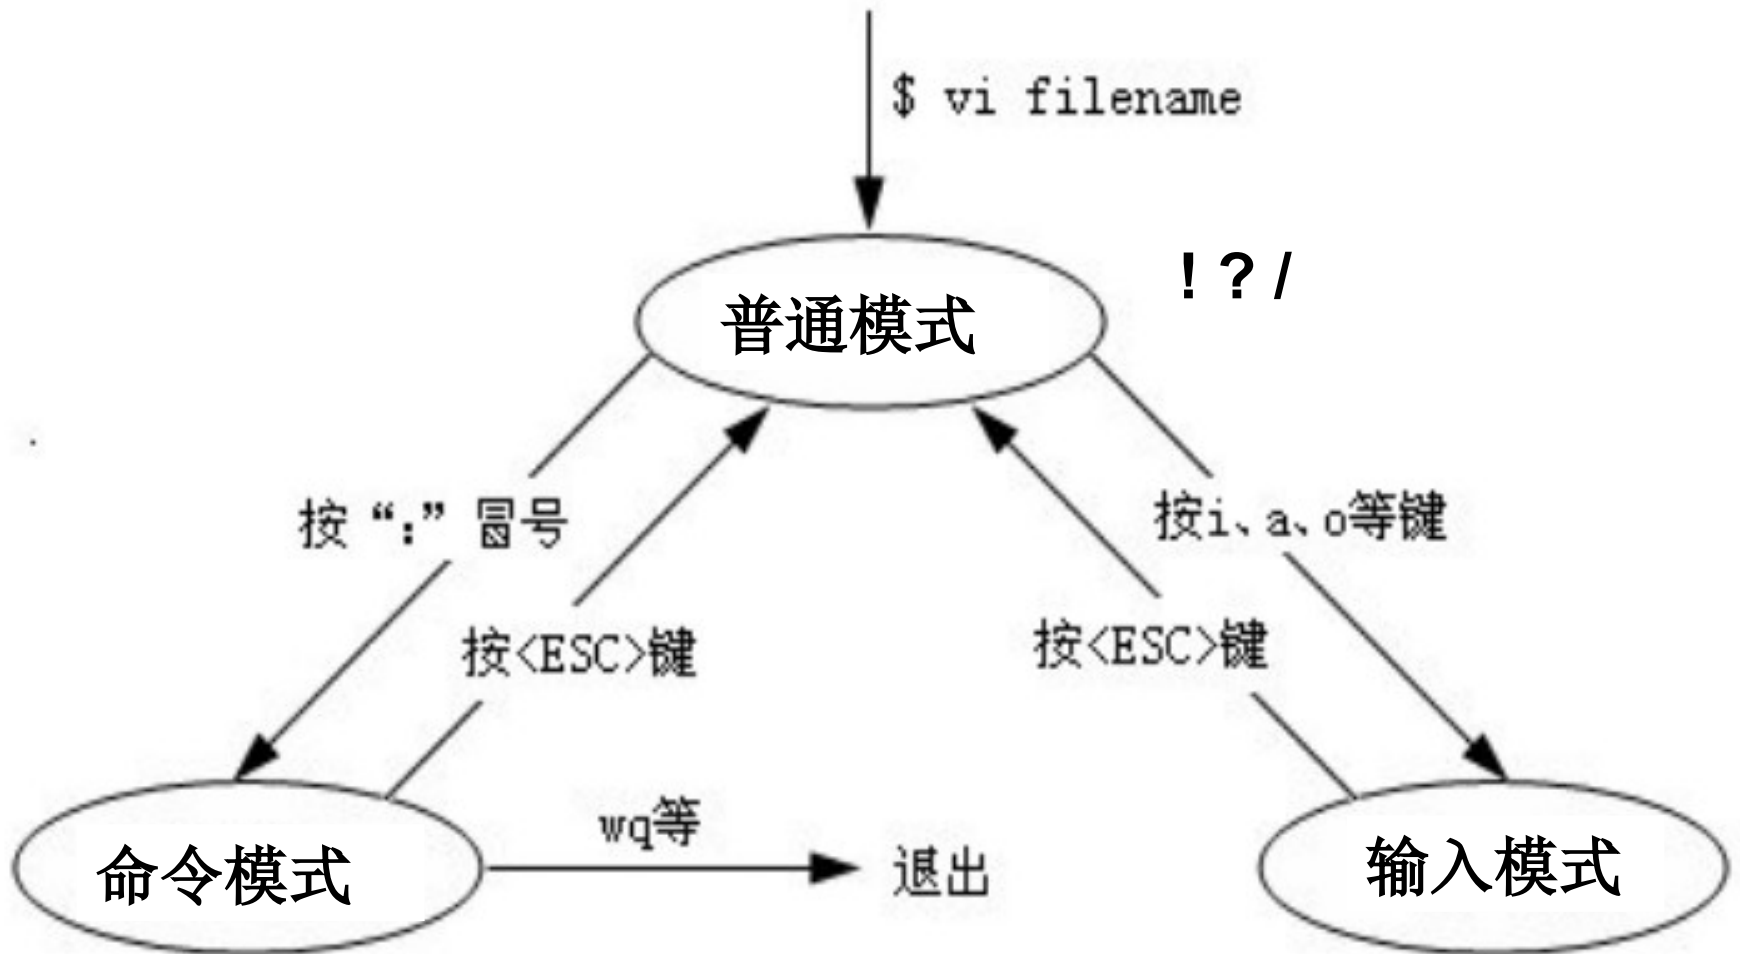 $ vi filename
! ? /
普通模式
按“:”冒号
按i、a、o等键
按<ESC>键
按<ESC>键
wq等
命令模式
退出
输入模式